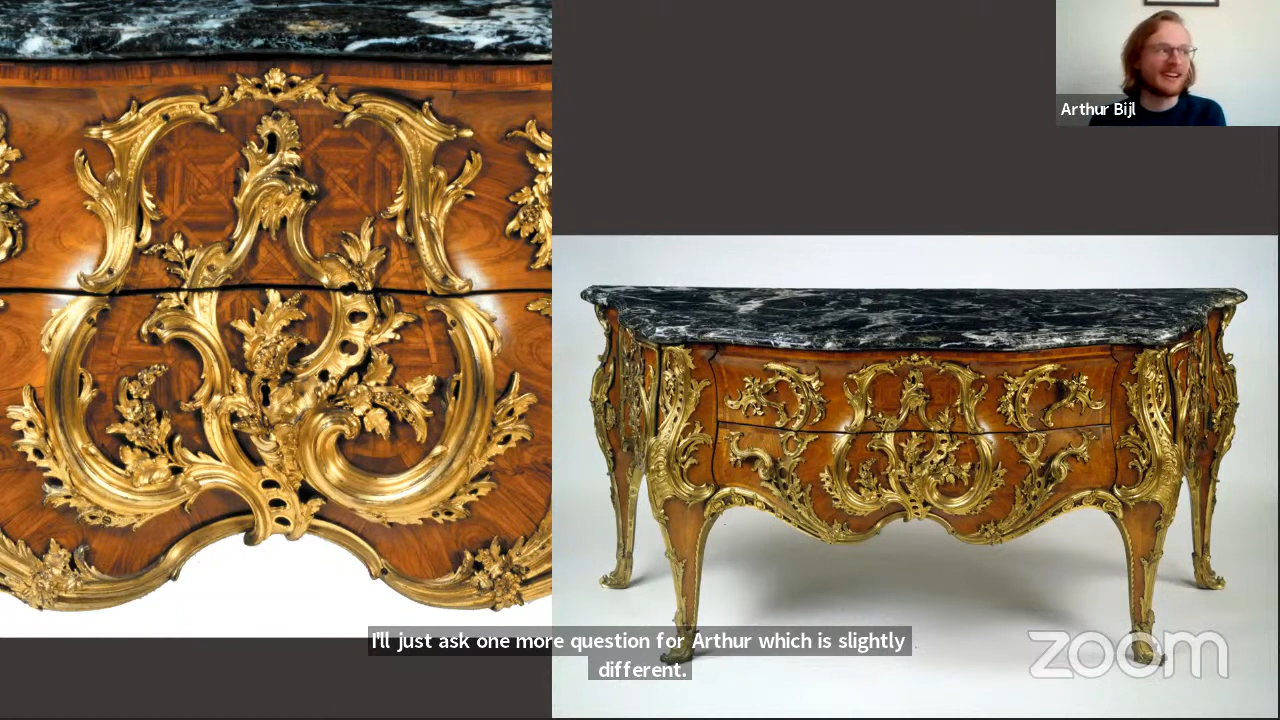 Arthur Bijl
I'll just ask one more question for Arthur which is slightly
different.
zoom